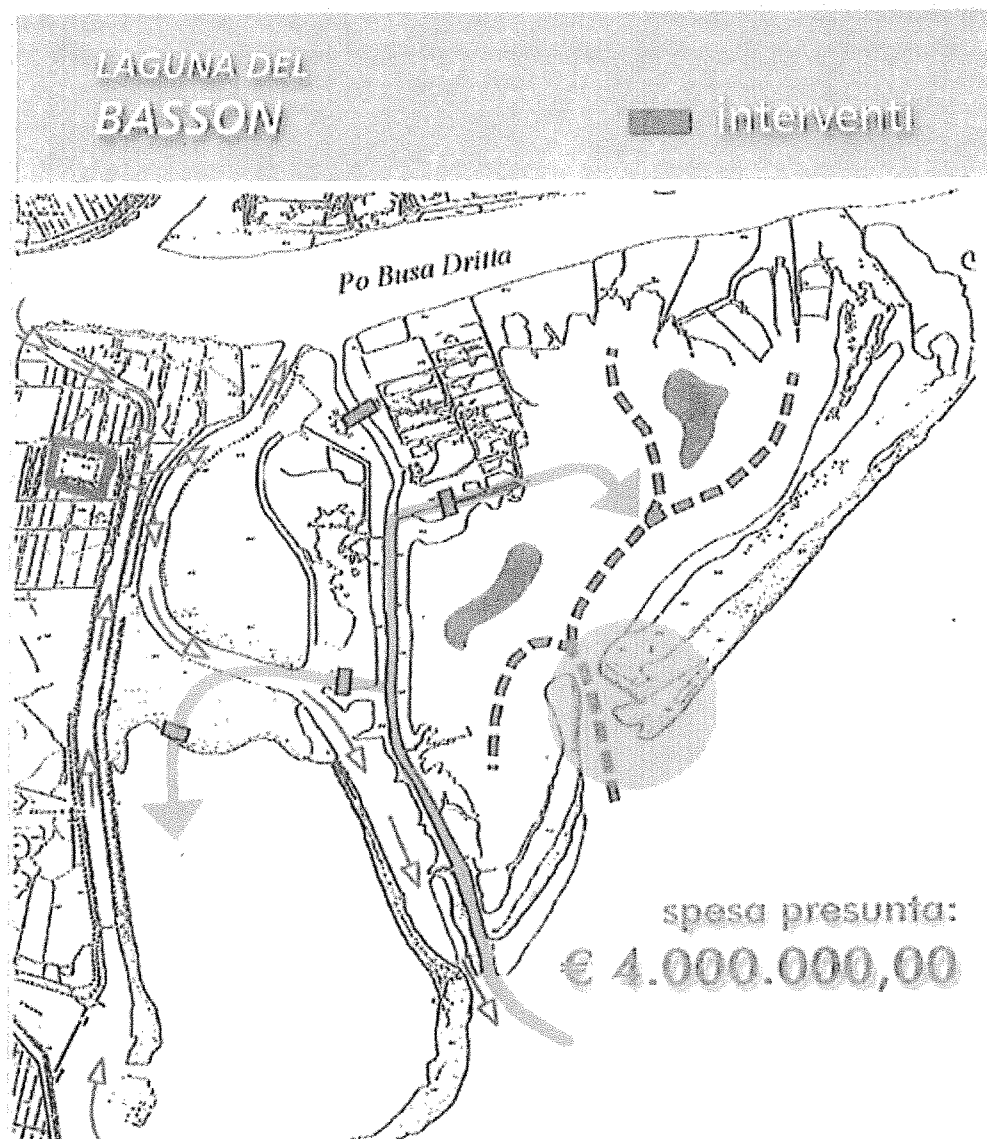 LAGUNA DEL
BASSON
interventi
Po Busa Dritta
spesa presunta:
€ 4.000.000,00